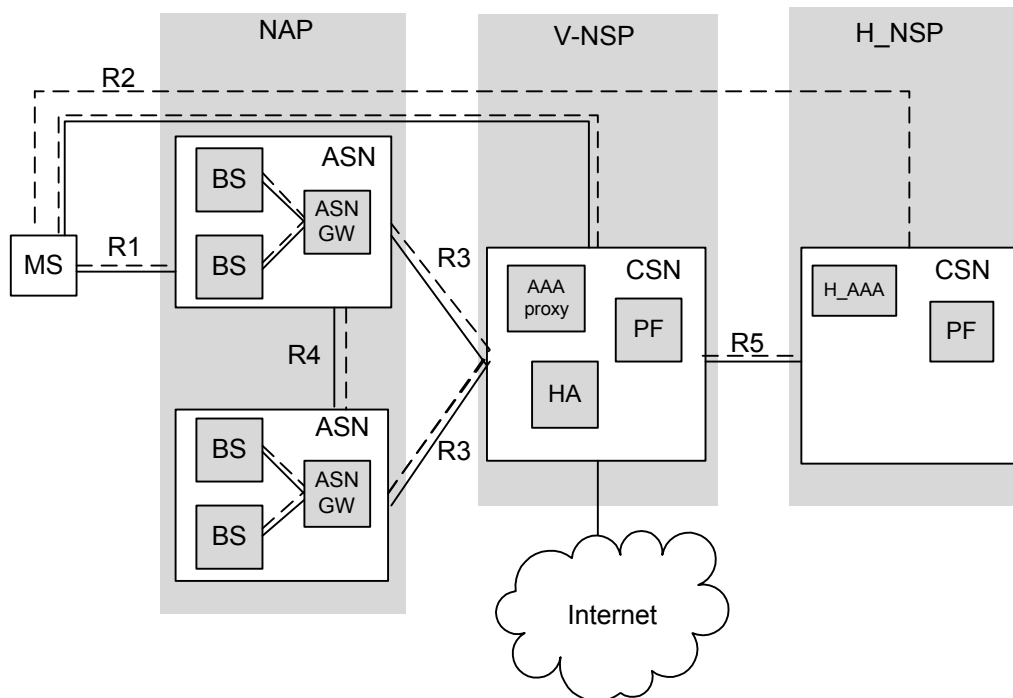 NAP
V-NSP
H_NSP
R2
ASN
BS
ASN
GW
BS
MS
R1
R3
CSN
AAA
proxy
PF
HA
CSN
H_AAA
PF
R5
R4
ASN
BS
ASN
GW
BS
R3
Internet